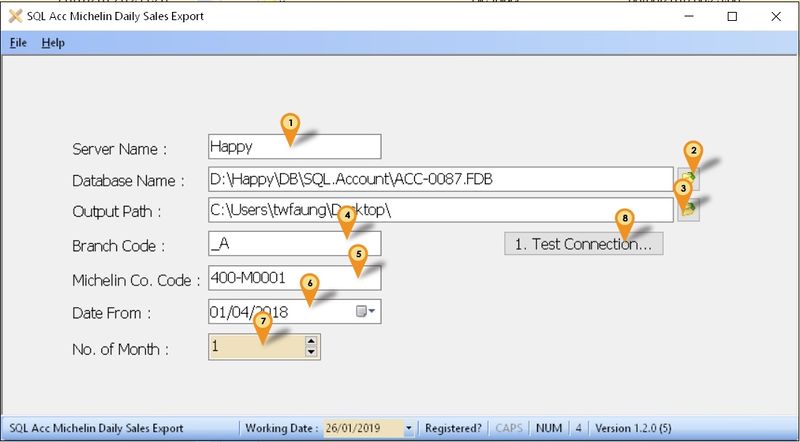 SQL Acc Michelin Daily Sales Export
File Help
1
Server Name : Happy
2
Database Name : D:\Happy\DB\SQL.Account\ACC-0087.FDB
3
Output Path : C:\Users\twfaung\Desktop\
4
8
Branch Code : _A
1. Test Connection...
5
Michelin Co. Code : 400-M0001
6
Date From : 01/04/2018
7
No. of Month : 1
SQL Acc Michelin Daily Sales Export Working Date : 26/01/2019 Registered? CAPS NUM 4 Version 1.2.0 (5)